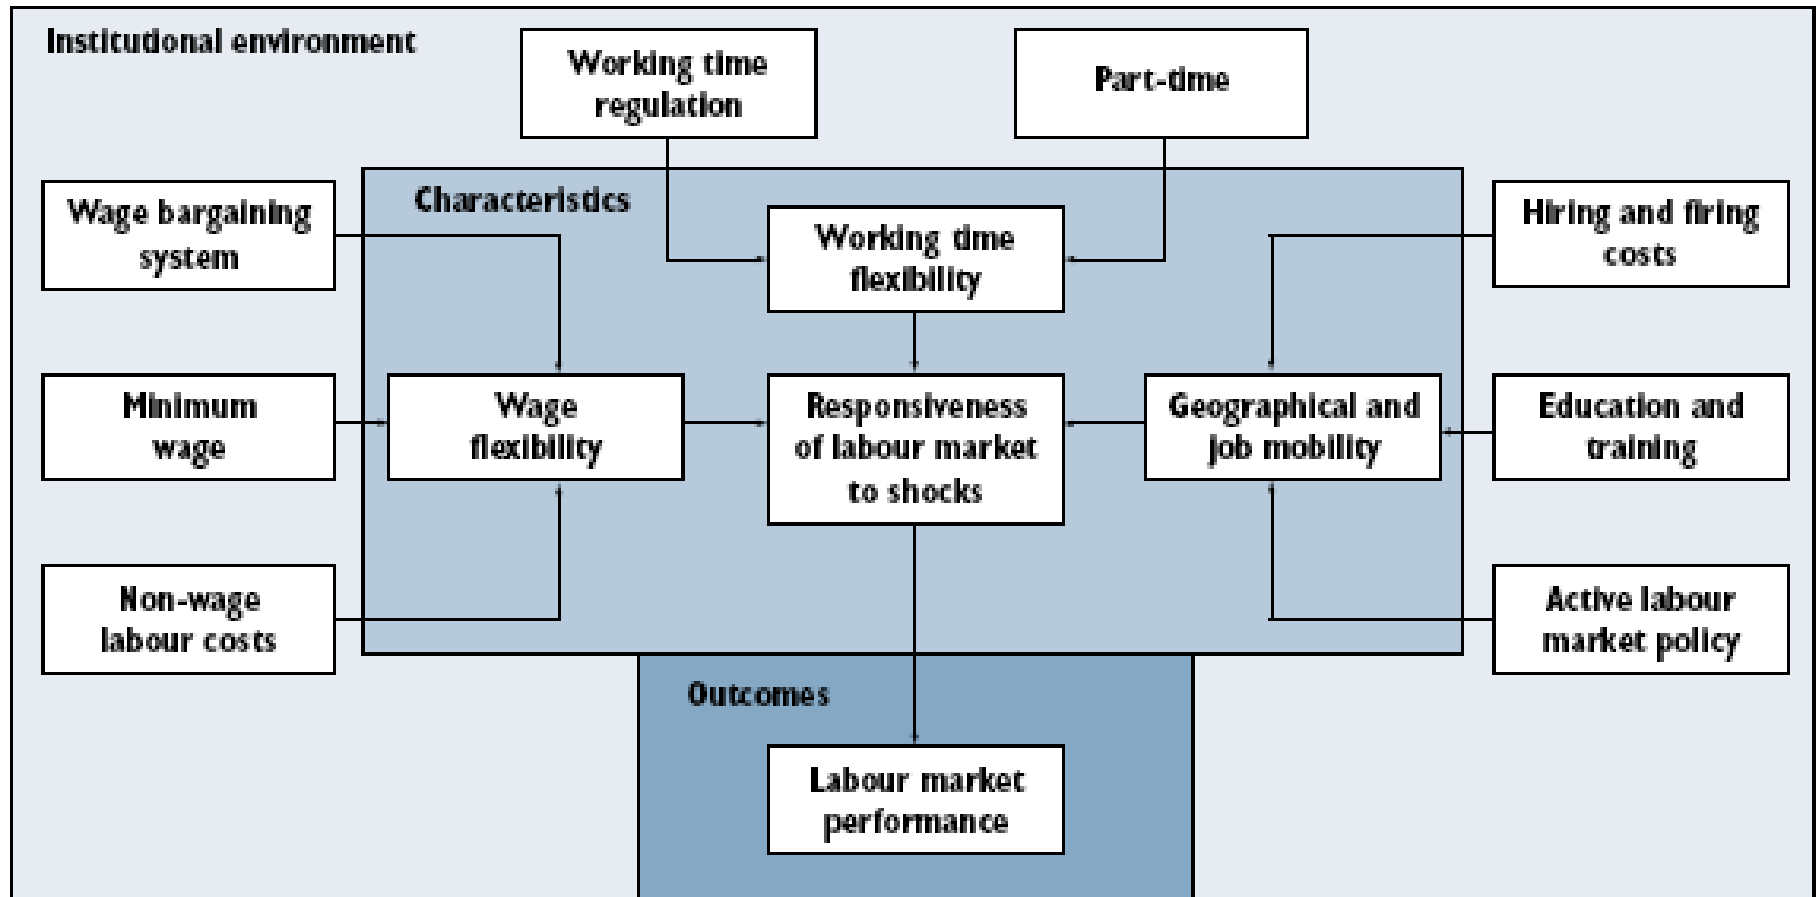 Institutional environment
Working time
regulation
Part-time
Wage bargaining
system
Characteristics
Working time
flexibility
Hiring and firing
costs
Minimum
wage
Wage
flexibility
Responsiveness
of labour market
to shocks
Geographical and
job mobility
Education and
training
Non-wage
labour costs
Active labour
market policy
Outcomes
Labour market
performance